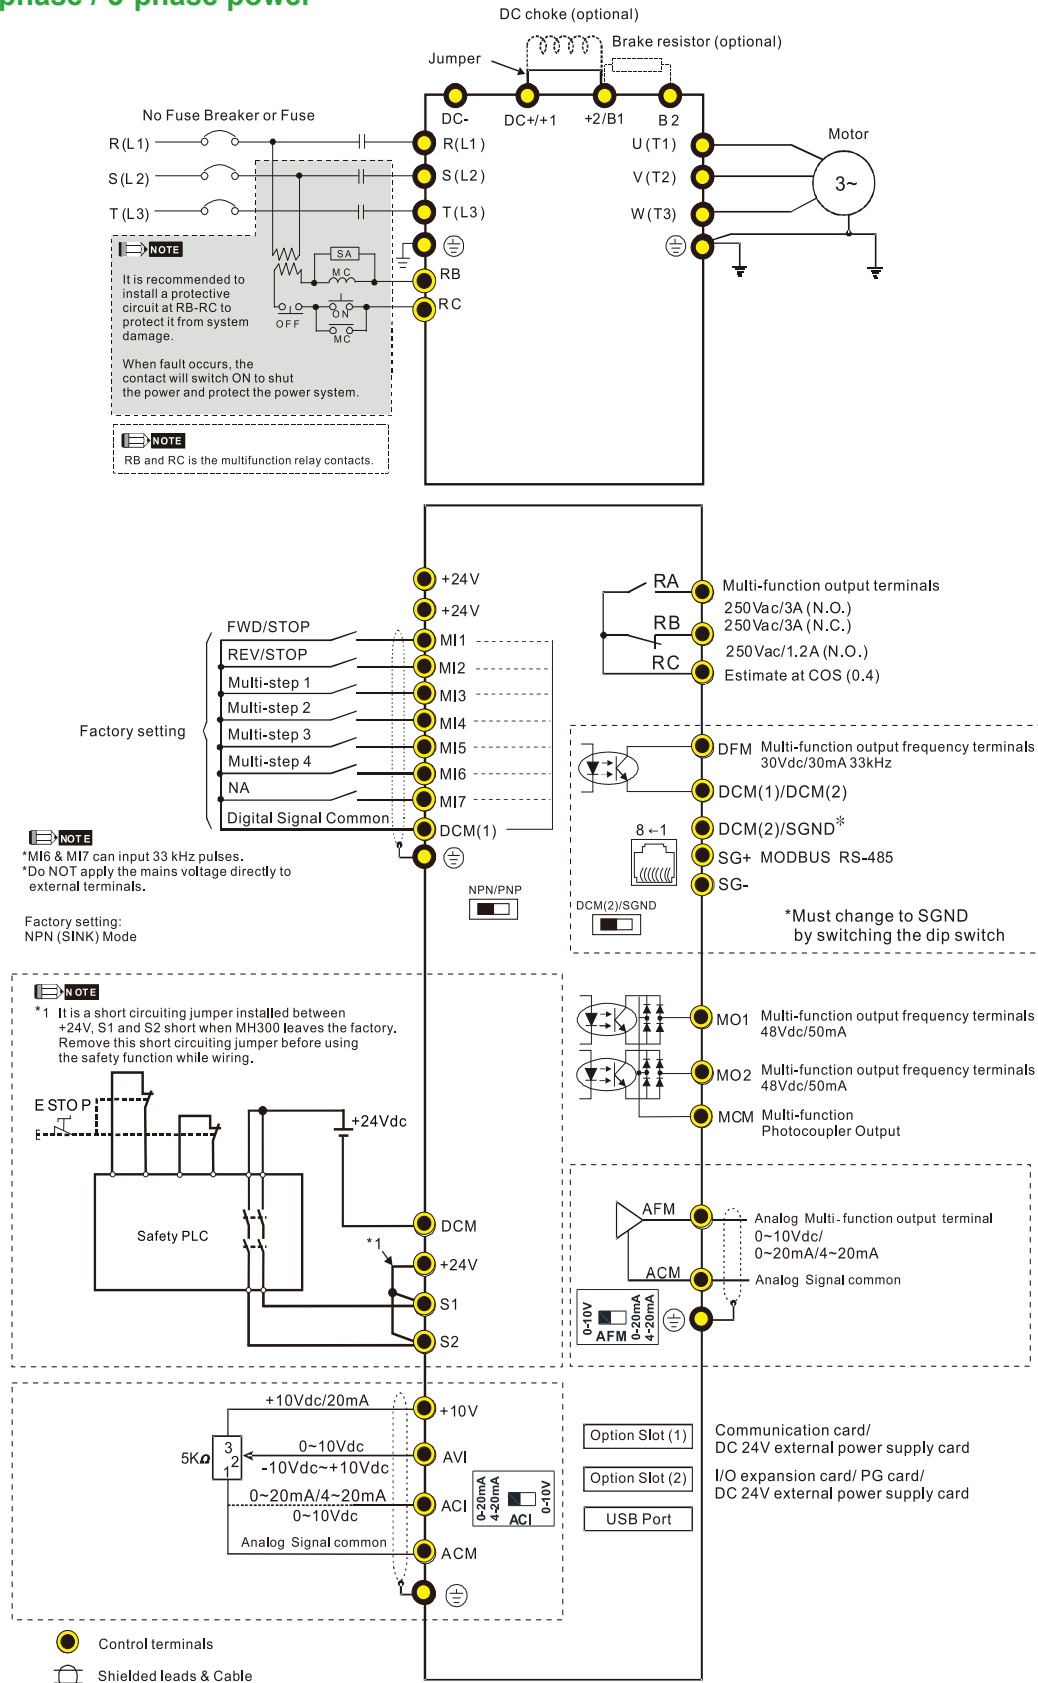 phase / 3-phase power
DC choke (optional)
Jumper
Brake resistor (optional)
No Fuse Breaker or Fuse
DC-
DC+/+1
+2/B1
B2
R(L1)
R(L1)
U(T1)
Motor
S(L2)
S(L2)
V(T2)
3~
T(L3)
T(L3)
W(T3)
NOTE
It is recommended to
install a protective
circuit at RB-RC to
protect it from system
damage.
When fault occurs, the
contact will switch ON to shut
the power and protect the power system.
SA
MC
RB
OFF
ON
MC
RC
NOTE
RB and RC is the multifunction relay contacts.
+24V
+24V
FWD/STOP
MI1
REV/STOP
MI2
Multi-step 1
MI3
Multi-step 2
MI4
Factory setting
Multi-step 3
MI5
Multi-step 4
MI6
NA
MI7
Digital Signal Common
DCM(1)
NOTE
*MI6 & MI7 can input 33 kHz pulses.
*Do NOT apply the mains voltage directly to
external terminals.
Factory setting:
NPN (SINK) Mode
NPN/PNP
RA
Multi-function output terminals
250Vac/3A (N.O.)
RB
250Vac/3A (N.C.)
250Vac/1.2A (N.O.)
RC
Estimate at COS (0.4)
DFM
Multi-function output frequency terminals
30Vdc/30mA 33kHz
DCM(1)/DCM(2)
8←1
DCM(2)/SGND*
SG+ MODBUS RS-485
SG-
DCM(2)/SGND
*Must change to SGND
by switching the dip switch
NOTE
*1 It is a short circuiting jumper installed between
+24V, S1 and S2 short when MH300 leaves the factory.
Remove this short circuiting jumper before using
the safety function while wiring.
ESTOP
+24Vdc
Safety PLC
DCM
*1
+24V
S1
S2
MO1
Multi-function output frequency terminals
48Vdc/50mA
MO2
Multi-function output frequency terminals
48Vdc/50mA
MCM
Multi-function
Photocoupler Output
AFM
Analog Multi-function output terminal
0~10Vdc/
0~20mA/4~20mA
ACM
Analog Signal common
0-10V
AFM
0-20mA
4-20mA
+10Vdc/20mA
+10V
5KΩ
3
2
1
0~10Vdc
-10Vdc~+10Vdc
AVI
0~20mA/4~20mA
0~10Vdc
ACI
0-20mA
4-20mA
ACI
0-10V
Analog Signal common
ACM
Option Slot (1)
Communication card/
DC 24V external power supply card
Option Slot (2)
I/O expansion card/ PG card/
DC 24V external power supply card
USB Port
Control terminals
Shielded leads & Cable